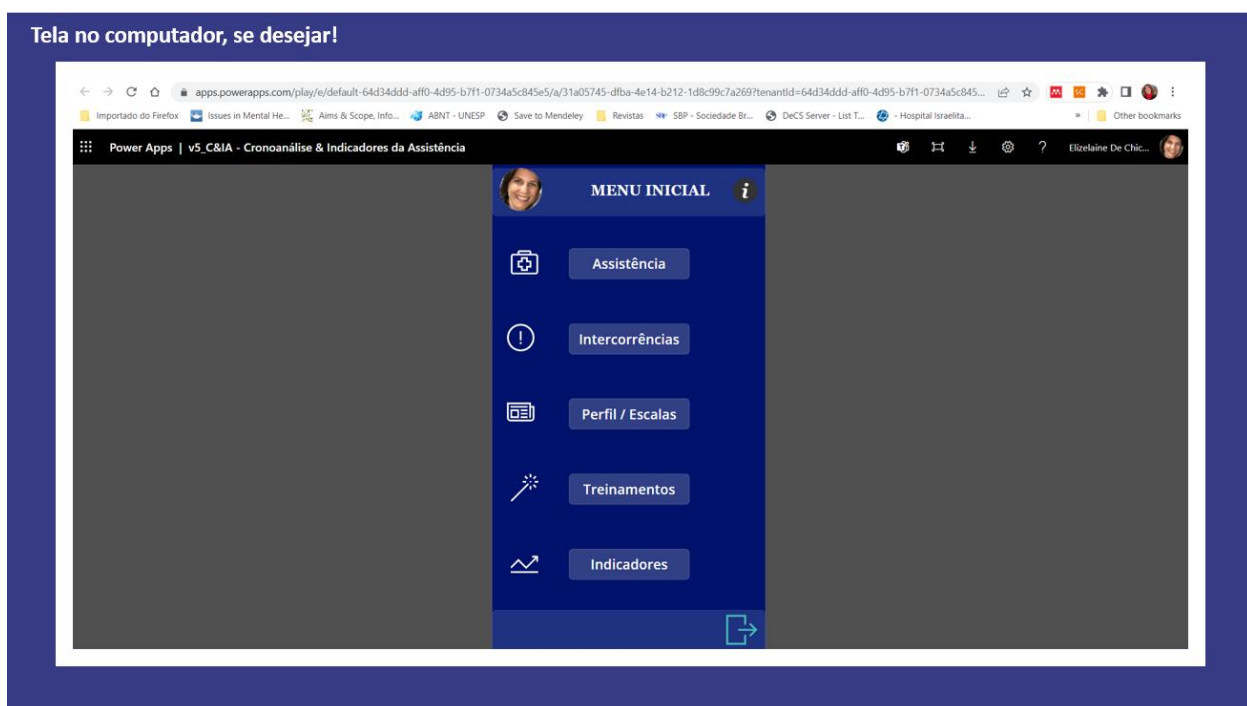 Tela no computador, se desejar!
apps.powerapps.com/play/e/default-64d34ddd-aff0-4d95-b7f1-0734a5c845e5/a/31a05745-dfba-4e14-b212-1d8c99c7a269?tenantId=64d34ddd-aff0-4d95-b7f1-0734a5c845...
Importado do Firefox Issues in Mental He... Aims & Scope, Info... ABNT - UNESP Save to Mendeley Revistas SBP - Sociedade Br... DeCS Server - List T... - Hospital Israelita... » Other bookmarks
Power Apps | v5_C&IA - Cronoanálise & Indicadores da Assistência ? Elizelaine De Chic...
MENU INICIAL i
Assistência
Intercorrências
Perfil / Escalas
Treinamentos
Indicadores